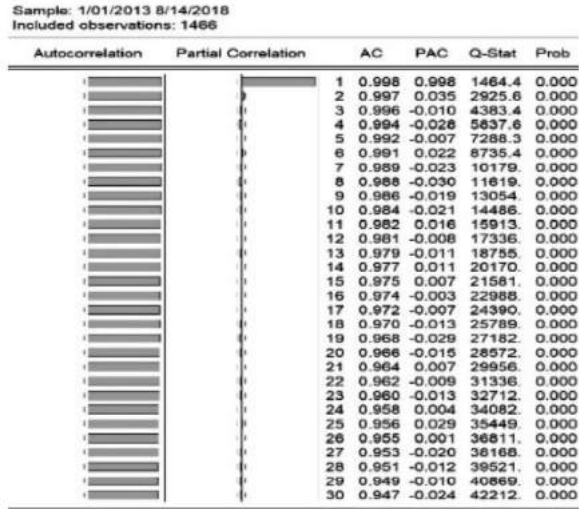 Sample: 1/01/2013 8/14/2018
Included observations: 1466
Autocorrelation Partial Correlation AC PAC Q-Stat Prob
1 0.998 0.998 1464.4 0.000
2 0.997 0.035 2925.6 0.000
3 0.996 -0.010 4383.4 0.000
4 0.994 -0.028 5837.6 0.000
5 0.992 -0.007 7288.3 0.000
6 0.991 0.022 8735.4 0.000
7 0.989 -0.023 10179. 0.000
8 0.988 -0.030 11619. 0.000
9 0.986 -0.019 13054. 0.000
10 0.984 -0.021 14486. 0.000
11 0.982 0.016 15913. 0.000
12 0.981 -0.008 17336. 0.000
13 0.979 -0.011 18755. 0.000
14 0.977 0.011 20170. 0.000
15 0.975 0.007 21581. 0.000
16 0.974 -0.003 22988. 0.000
17 0.972 -0.007 24390. 0.000
18 0.970 -0.013 25789. 0.000
19 0.968 -0.029 27182. 0.000
20 0.966 -0.015 28572. 0.000
21 0.964 0.007 29956. 0.000
22 0.962 -0.009 31336. 0.000
23 0.960 -0.013 32712. 0.000
24 0.958 0.004 34082. 0.000
25 0.956 0.029 35449. 0.000
26 0.955 0.001 36811. 0.000
27 0.953 -0.020 38168. 0.000
28 0.951 -0.012 39521. 0.000
29 0.949 -0.010 40869. 0.000
30 0.947 -0.024 42212. 0.000